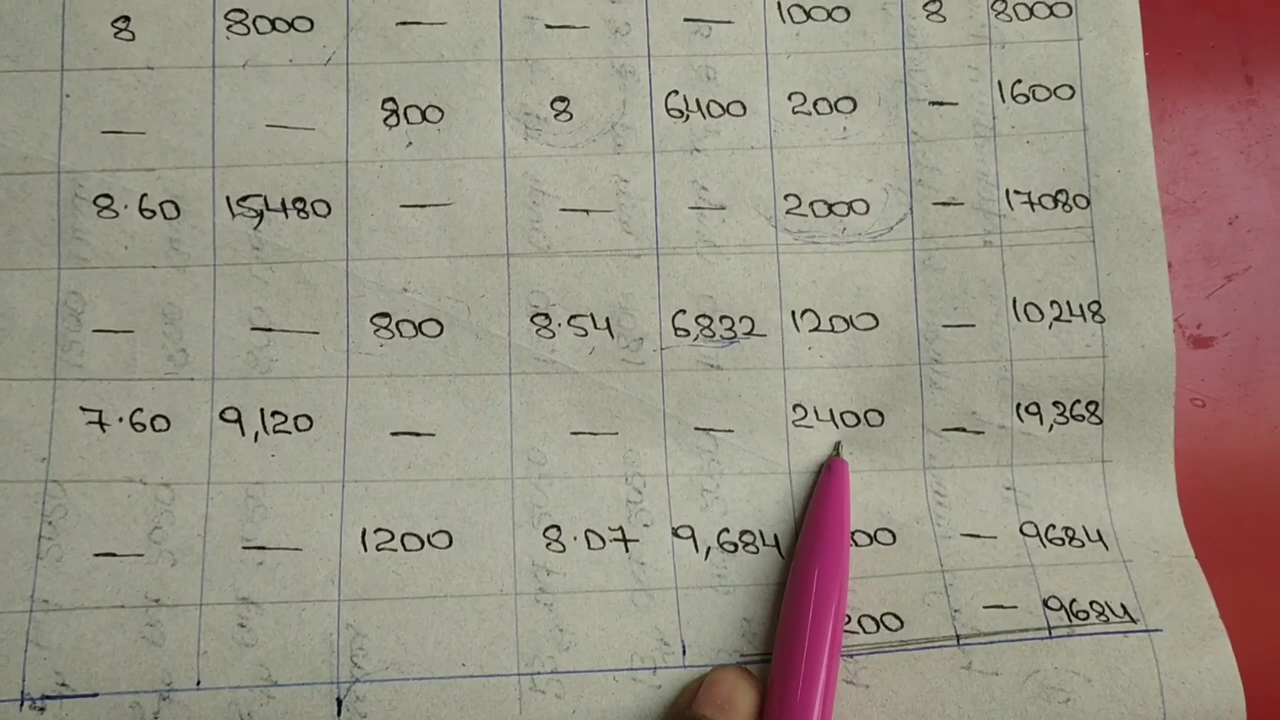 8 8000 — — — 1000 8 8000
— — 800 8 6,400 200 — 1600
8.60 15,480 — — — 2000 — 17080
— — 800 8.54 6,832 1200 — 10,248
7.60 9,120 — — — 2400 — 19,368
— — 1200 8.07 9,684 00 — 9684
200 — 9684